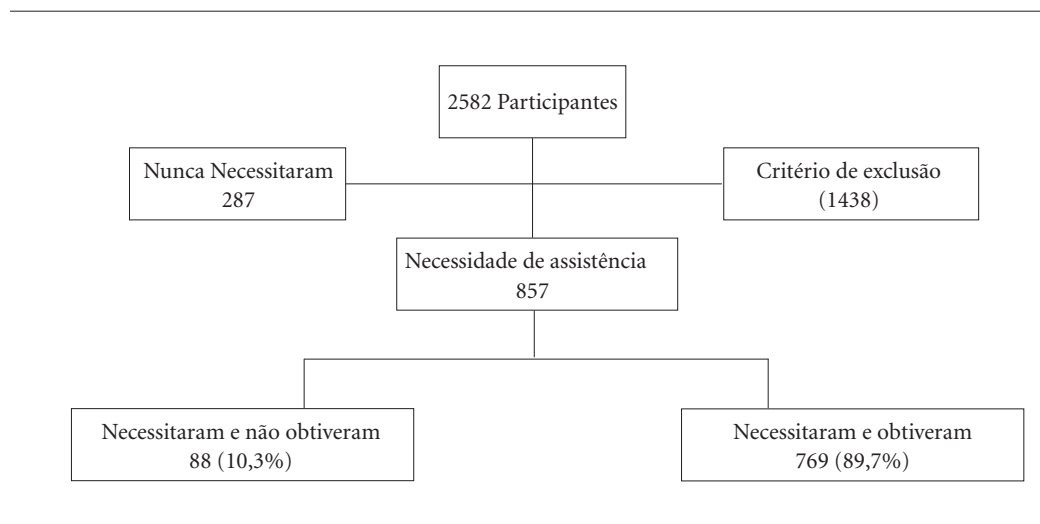 2582 Participantes
Nunca Necessitaram
287
Critério de exclusão
(1438)
Necessidade de assistência
857
Necessitaram e não obtiveram
88 (10,3%)
Necessitaram e obtiveram
769 (89,7%)